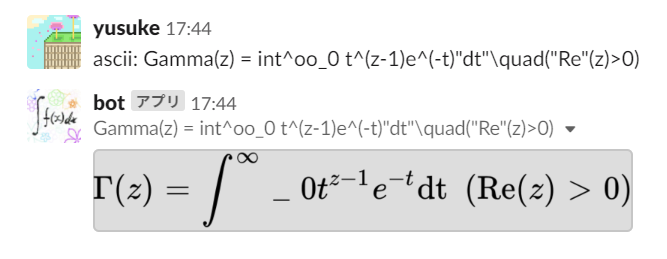 yusuke 17:44
ascii: Gamma(z) = int^oo_0 t^(z-1)e^(-t)"dt"\quad("Re"(z)>0)
∫f(x)dx
bot アプリ 17:44
Gamma(z) = int^oo_0 t^(z-1)e^(-t)"dt"\quad("Re"(z)>0)
Γ(z) = ∫^∞ _ 0t^{z−1}e^{−t}dt (Re(z) > 0)